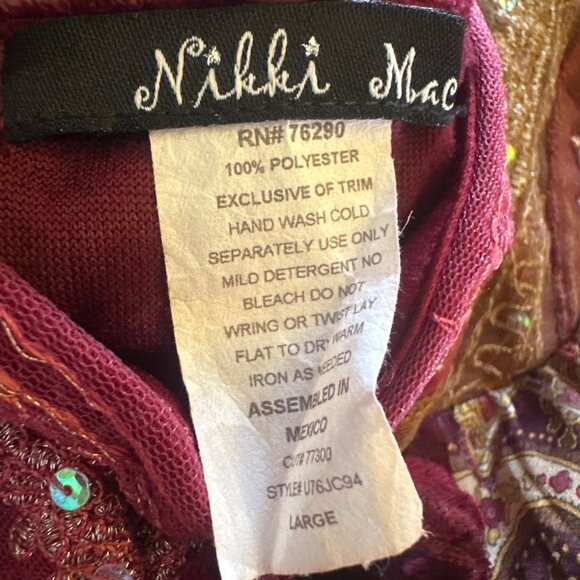 Nikki Mac
RN# 76290
100% POLYESTER
EXCLUSIVE OF TRIM
HAND WASH COLD
SEPARATELY USE ONLY
MILD DETERGENT NO
BLEACH DO NOT
WRING OR TWIST LAY
FLAT TO DRY WARM
IRON AS NEEDED
ASSEMBLED IN
MEXICO
CUT# 77300
STYLE# U76JC94
LARGE